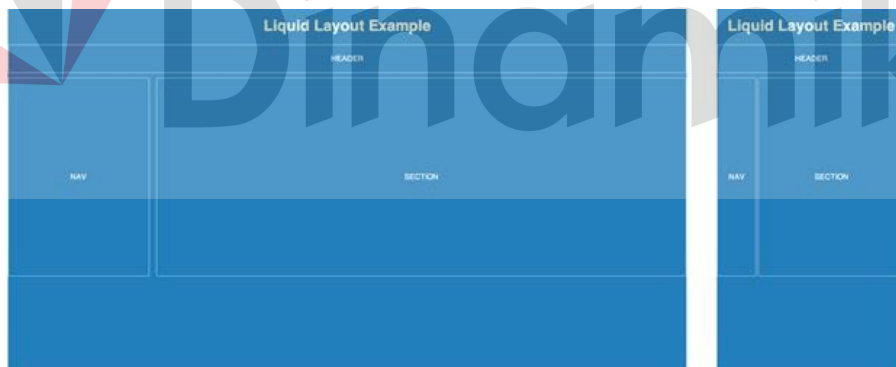 Liquid Layout Example
HEADER
NAV
SECTION
Liquid Layout Example
HEADER
NAV
SECTION